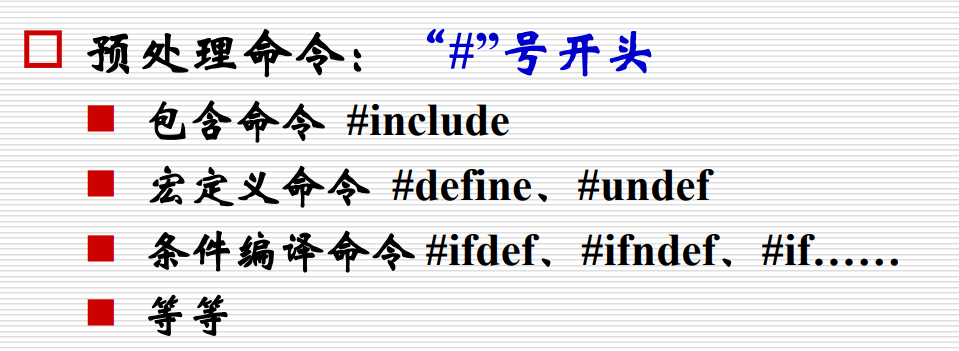 预处理命令：“#”号开头
包含命令 #include
宏定义命令 #define、#undef
条件编译命令 #ifdef、#ifndef、#if……
等等